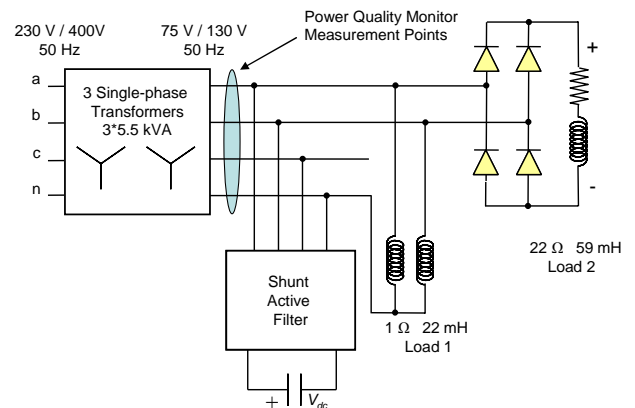 Power Quality Monitor
Measurement Points
230 V / 400V
50 Hz
75 V / 130 V
50 Hz
a
b
c
n
3 Single-phase
Transformers
3*5.5 kVA
+
-
22 Ω 59 mH
Load 2
Shunt
Active
Filter
1 Ω 22 mH
Load 1
+
Vdc